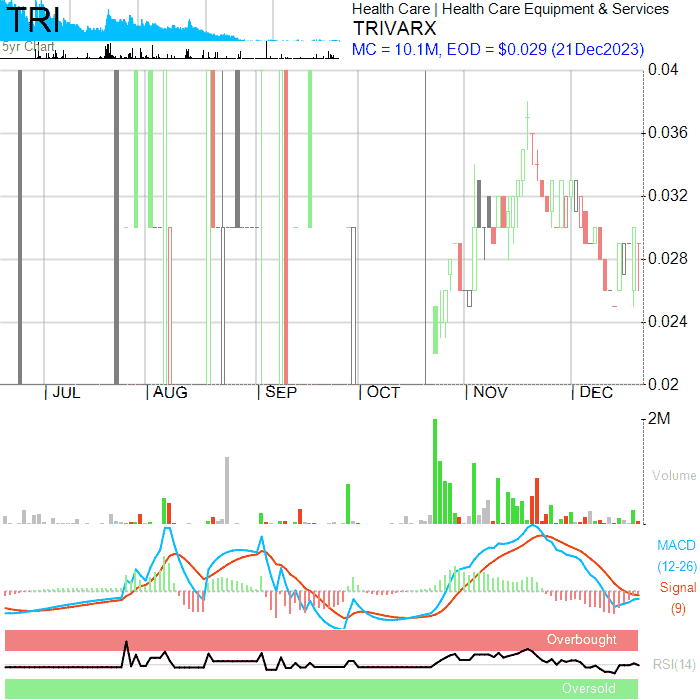 TRI
5yr Chart
Health Care | Health Care Equipment & Services
TRIVARX
MC = 10.1M, EOD = $0.029 (21Dec2023)
0.04
0.036
0.032
0.028
0.024
0.02
JUL AUG SEP OCT NOV DEC
2M
Volume
MACD
(12-26)
Signal
(9)
Overbought
RSI(14)
Oversold